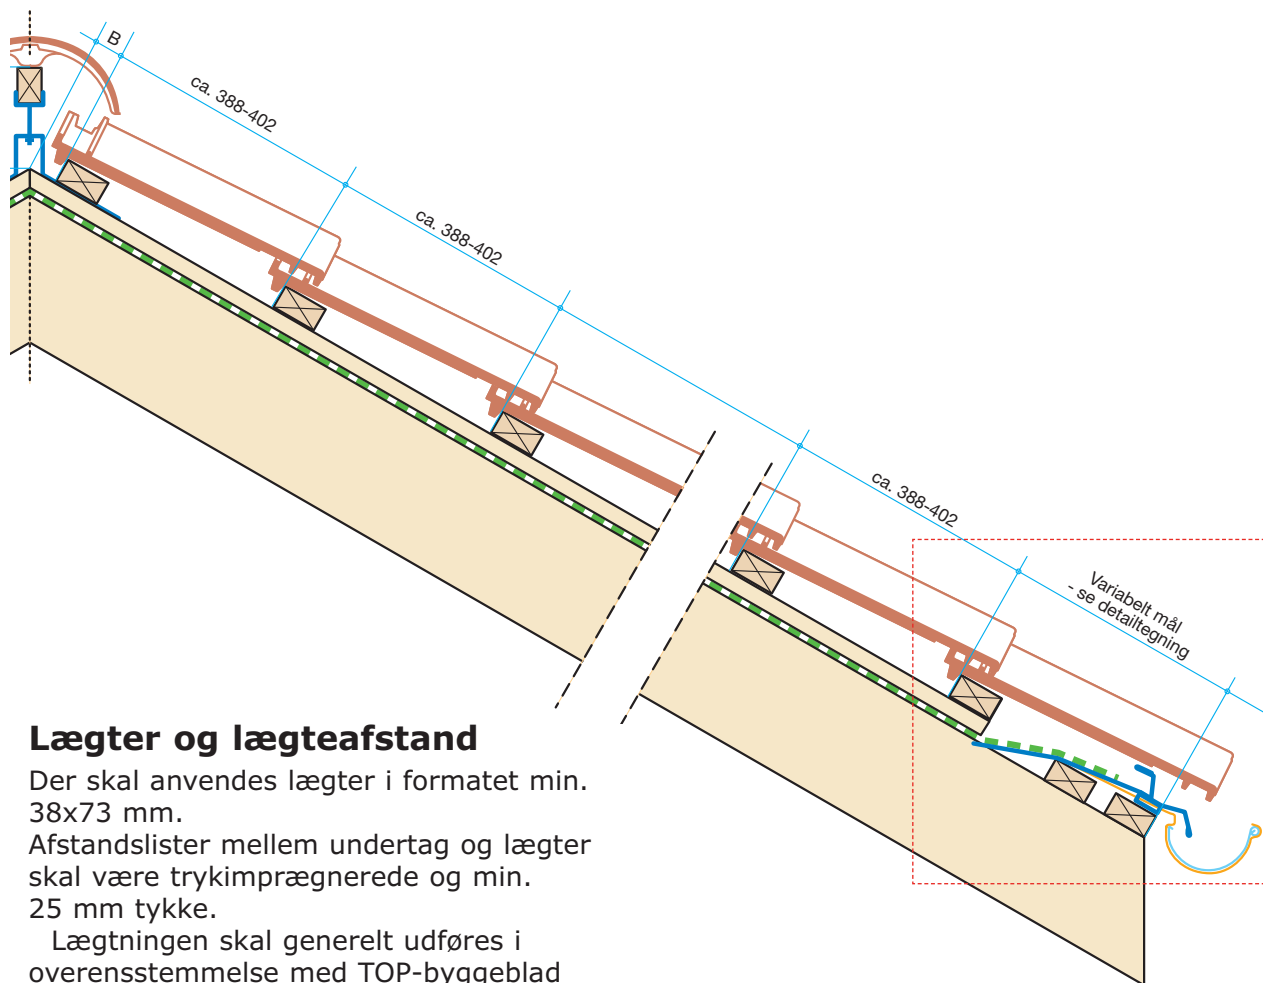 B
ca. 388-402
ca. 388-402
ca. 388-402
Variabelt mål
- se detailtegning
Lægter og lægteafstand
Der skal anvendes lægter i formatet min.
38x73 mm.
Afstandslister mellem undertag og lægter
skal være trykimprægnerede og min.
25 mm tykke.
Lægtningen skal generelt udføres i
overensstemmelse med TOP-byggeblad